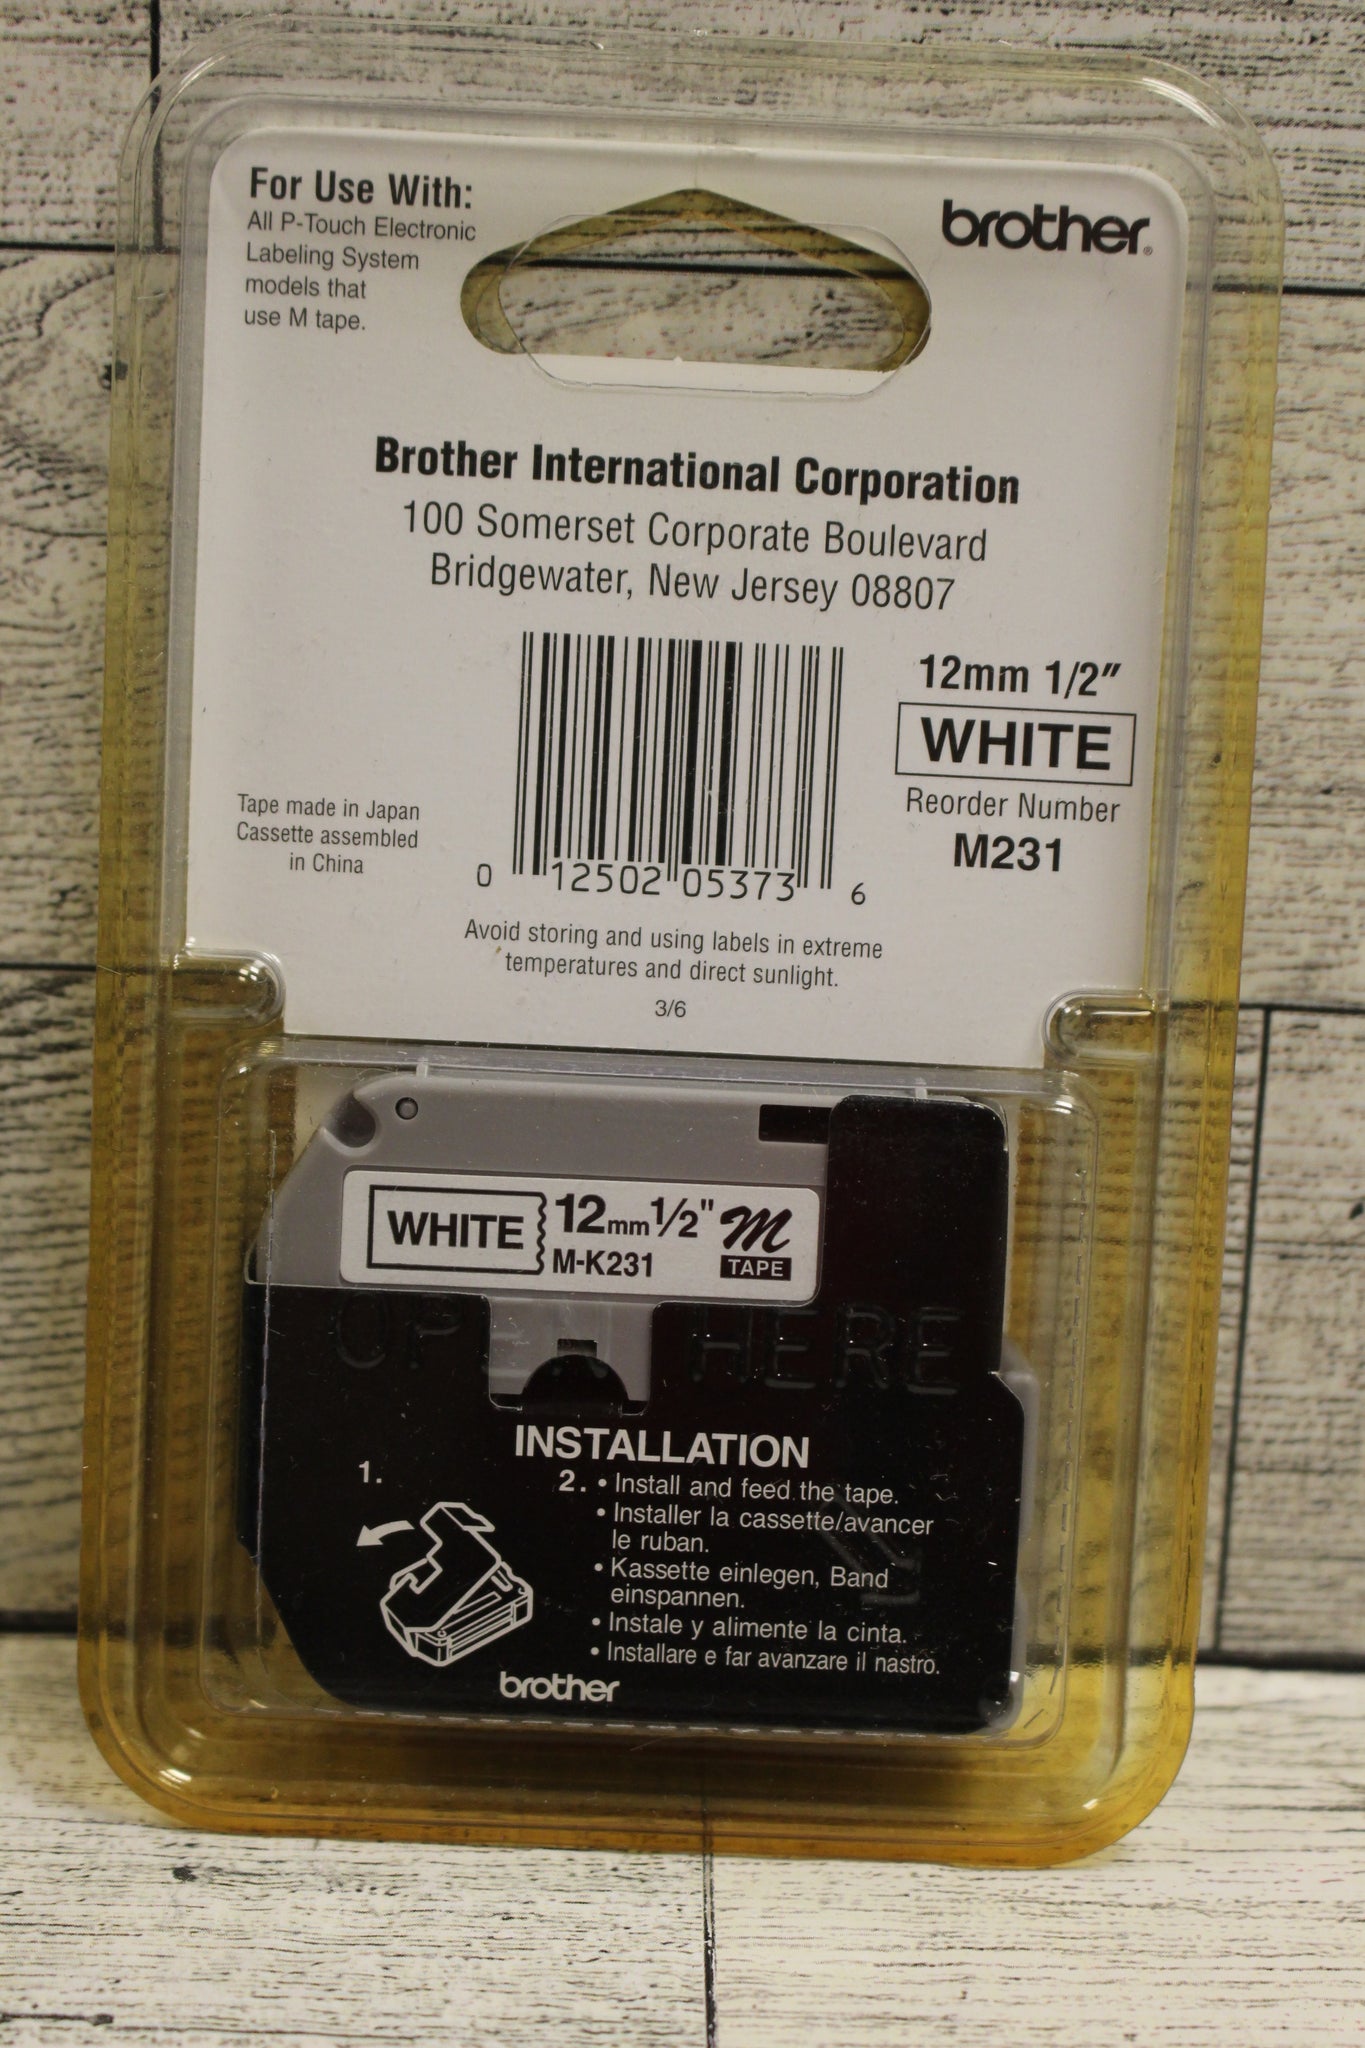 For Use With:
All P-Touch Electronic
Labeling System
models that
use M tape.
brother®
Brother International Corporation
100 Somerset Corporate Boulevard
Bridgewater, New Jersey 08807
12mm 1/2"
WHITE
Reorder Number
M231
Tape made in Japan
Cassette assembled
in China
0 12502 05373 6
Avoid storing and using labels in extreme
temperatures and direct sunlight.
3/6
WHITE 12mm 1/2" M
M-K231 TAPE
OPEN HERE
INSTALLATION
1.
2. • Install and feed the tape.
• Installer la cassette/avancer
le ruban.
• Kassette einlegen, Band
einspannen.
• Instale y alimente la cinta.
• Installare e far avanzare il nastro.
brother